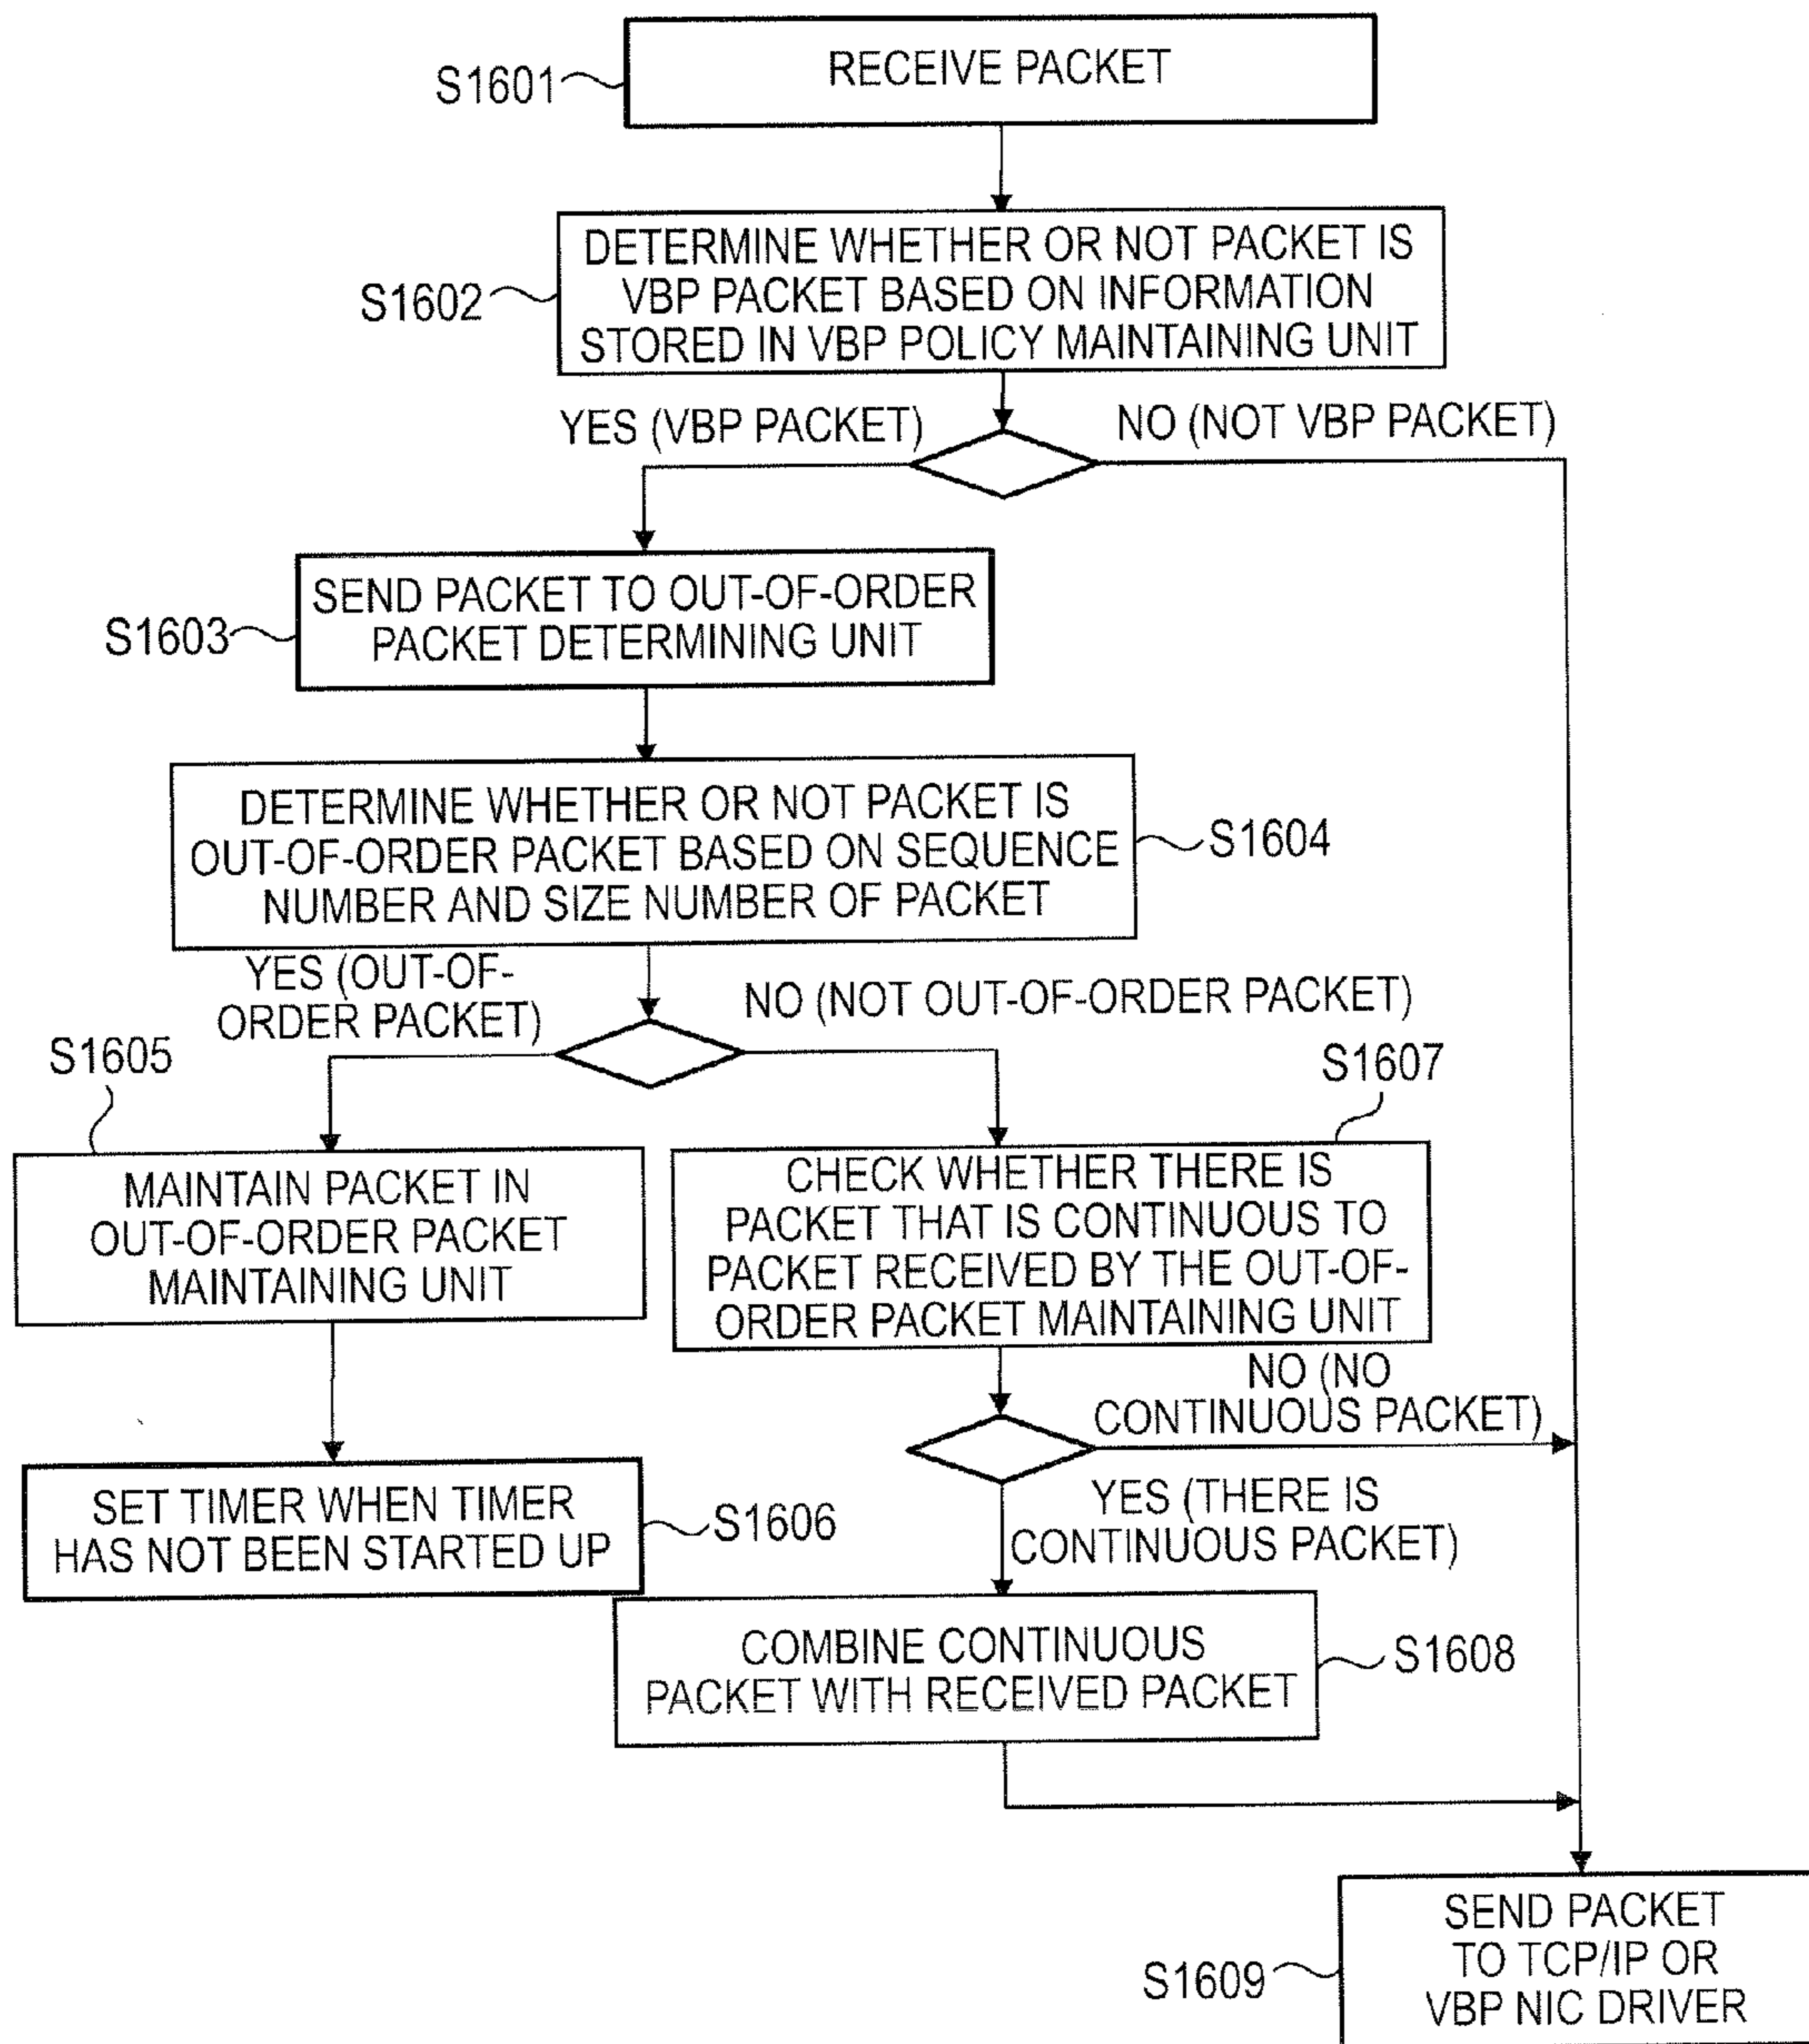 RECEIVE PACKET
S1601
DETERMINE WHETHER OR NOT PACKET IS
VBP PACKET BASED ON INFORMATION
STORED IN VBP POLICY MAINTAINING UNIT
S1602
YES (VBP PACKET)
NO (NOT VBP PACKET)
SEND PACKET TO OUT-OF-ORDER
PACKET DETERMINING UNIT
S1603
DETERMINE WHETHER OR NOT PACKET IS
OUT-OF-ORDER PACKET BASED ON SEQUENCE
NUMBER AND SIZE NUMBER OF PACKET
S1604
YES (OUT-OF-
ORDER PACKET)
NO (NOT OUT-OF-ORDER PACKET)
S1605
S1607
MAINTAIN PACKET IN
OUT-OF-ORDER PACKET
MAINTAINING UNIT
CHECK WHETHER THERE IS
PACKET THAT IS CONTINUOUS TO
PACKET RECEIVED BY THE OUT-OF-
ORDER PACKET MAINTAINING UNIT
NO (NO
CONTINUOUS PACKET)
SET TIMER WHEN TIMER
HAS NOT BEEN STARTED UP
S1606
YES (THERE IS
CONTINUOUS PACKET)
COMBINE CONTINUOUS
PACKET WITH RECEIVED PACKET
S1608
SEND PACKET
TO TCP/IP OR
VBP NIC DRIVER
S1609